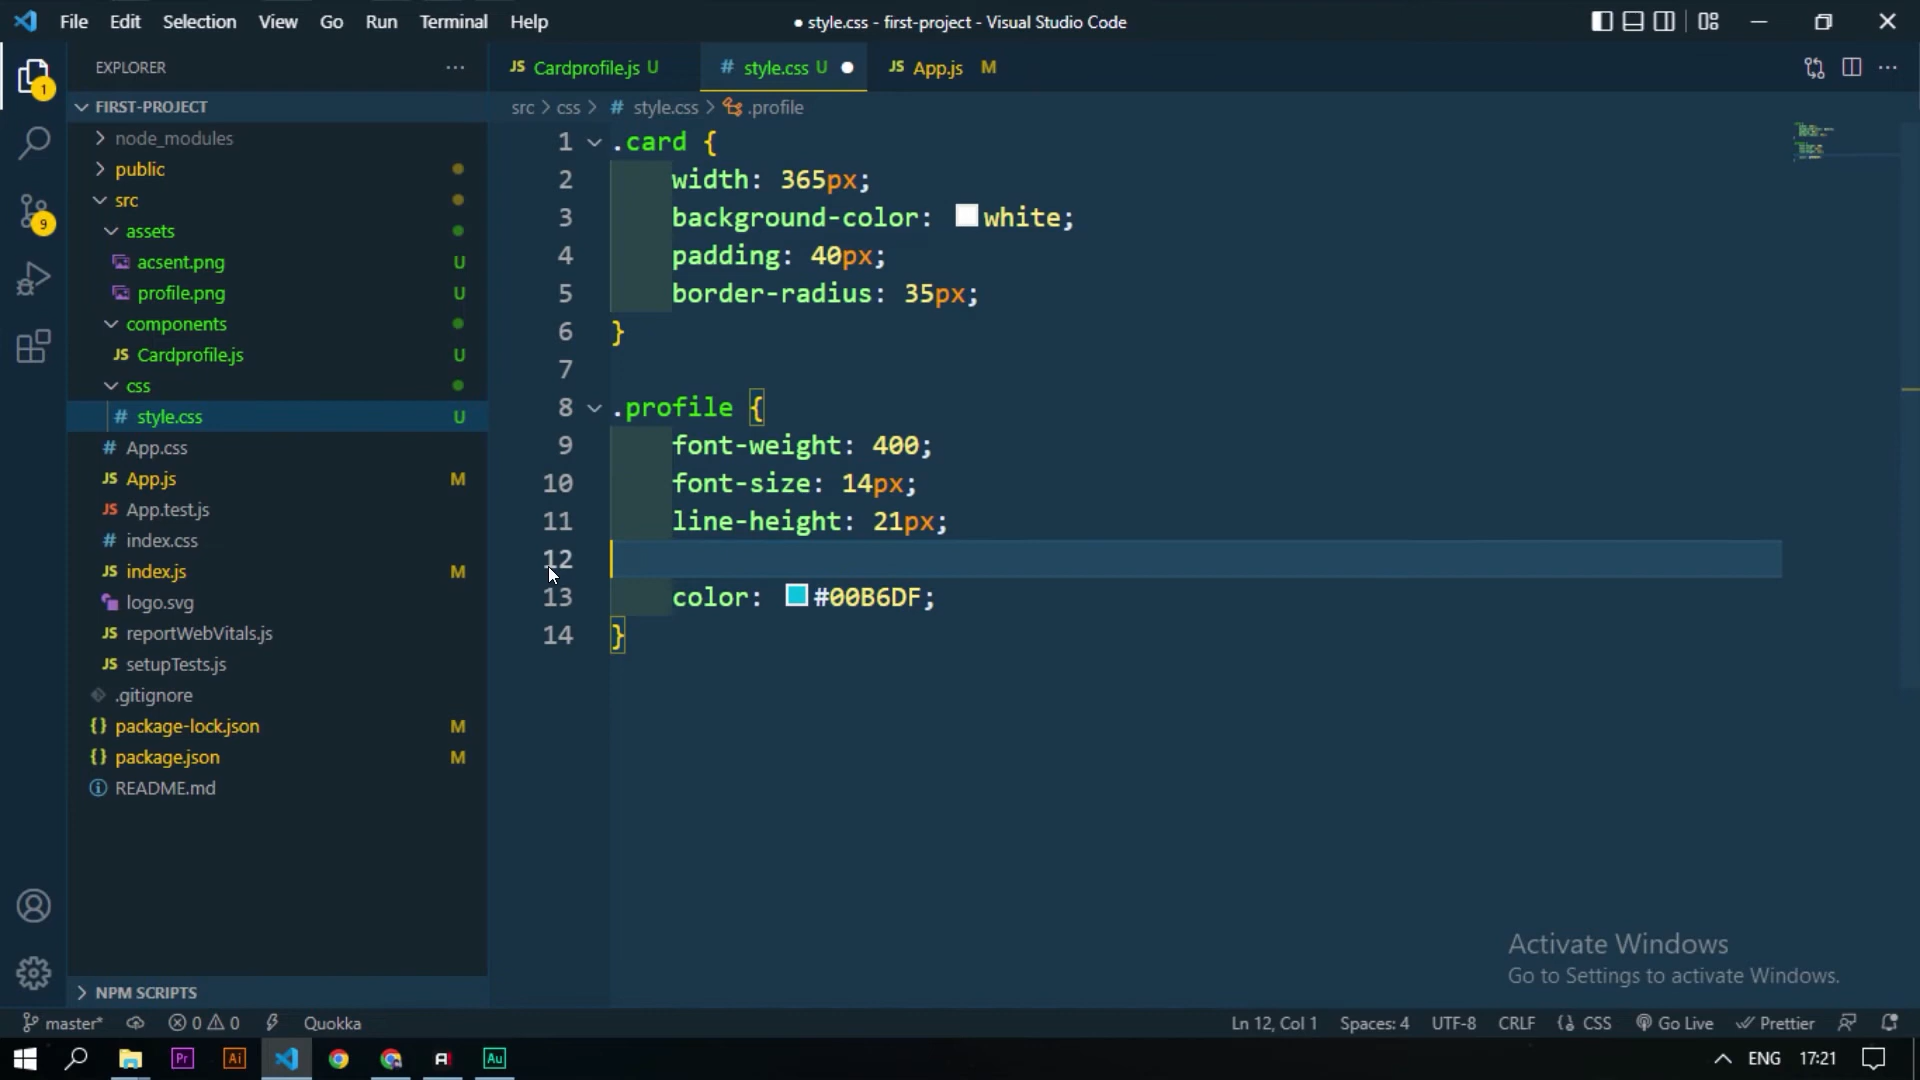 File Edit Selection View Go Run Terminal Help
● style.css - first-project - Visual Studio Code
EXPLORER
JS Cardprofile.js U
# style.css U
JS App.js M
1
9
FIRST-PROJECT
node_modules
public
src
assets
acsent.png U
profile.png U
components
JS Cardprofile.js U
css
# style.css U
# App.css
JS App.js M
JS App.test.js
# index.css
JS index.js M
logo.svg
JS reportWebVitals.js
JS setupTests.js
.gitignore
{} package-lock.json M
{} package.json M
README.md
NPM SCRIPTS
src > css > # style.css > .profile
1 .card {
2 width: 365px;
3 background-color: white;
4 padding: 40px;
5 border-radius: 35px;
6 }
7
8 .profile {
9 font-weight: 400;
10 font-size: 14px;
11 line-height: 21px;
12
13 color: #00B6DF;
14 }
Activate Windows
Go to Settings to activate Windows.
master* 0 0 Quokka
Ln 12, Col 1 Spaces: 4 UTF-8 CRLF {} CSS Go Live Prettier
Pr Ai Au
ENG 17:21